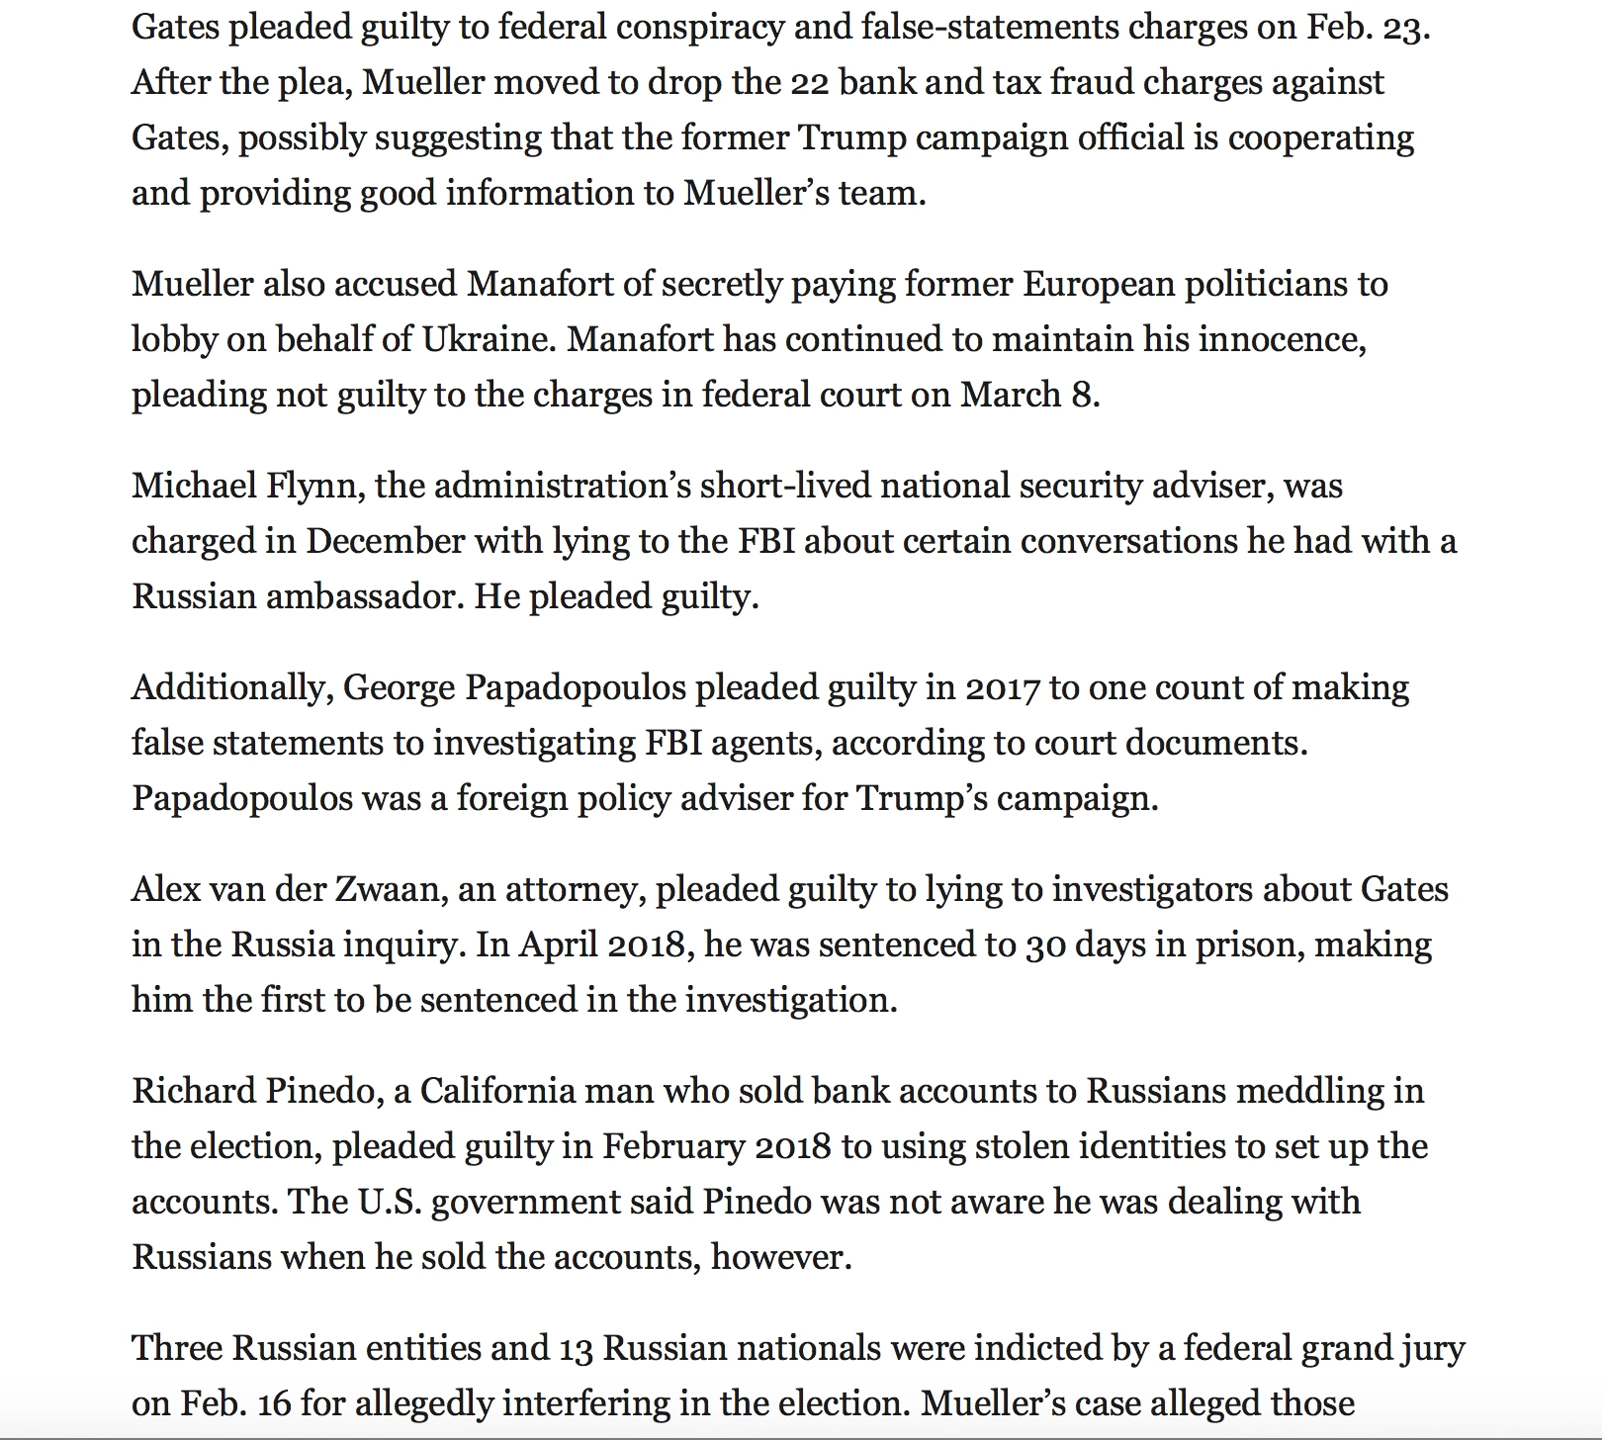 Gates pleaded guilty to federal conspiracy and false-statements charges on Feb. 23.
After the plea, Mueller moved to drop the 22 bank and tax fraud charges against
Gates, possibly suggesting that the former Trump campaign official is cooperating
and providing good information to Mueller’s team.
Mueller also accused Manafort of secretly paying former European politicians to
lobby on behalf of Ukraine. Manafort has continued to maintain his innocence,
pleading not guilty to the charges in federal court on March 8.
Michael Flynn, the administration’s short-lived national security adviser, was
charged in December with lying to the FBI about certain conversations he had with a
Russian ambassador. He pleaded guilty.
Additionally, George Papadopoulos pleaded guilty in 2017 to one count of making
false statements to investigating FBI agents, according to court documents.
Papadopoulos was a foreign policy adviser for Trump’s campaign.
Alex van der Zwaan, an attorney, pleaded guilty to lying to investigators about Gates
in the Russia inquiry. In April 2018, he was sentenced to 30 days in prison, making
him the first to be sentenced in the investigation.
Richard Pinedo, a California man who sold bank accounts to Russians meddling in
the election, pleaded guilty in February 2018 to using stolen identities to set up the
accounts. The U.S. government said Pinedo was not aware he was dealing with
Russians when he sold the accounts, however.
Three Russian entities and 13 Russian nationals were indicted by a federal grand jury
on Feb. 16 for allegedly interfering in the election. Mueller’s case alleged those